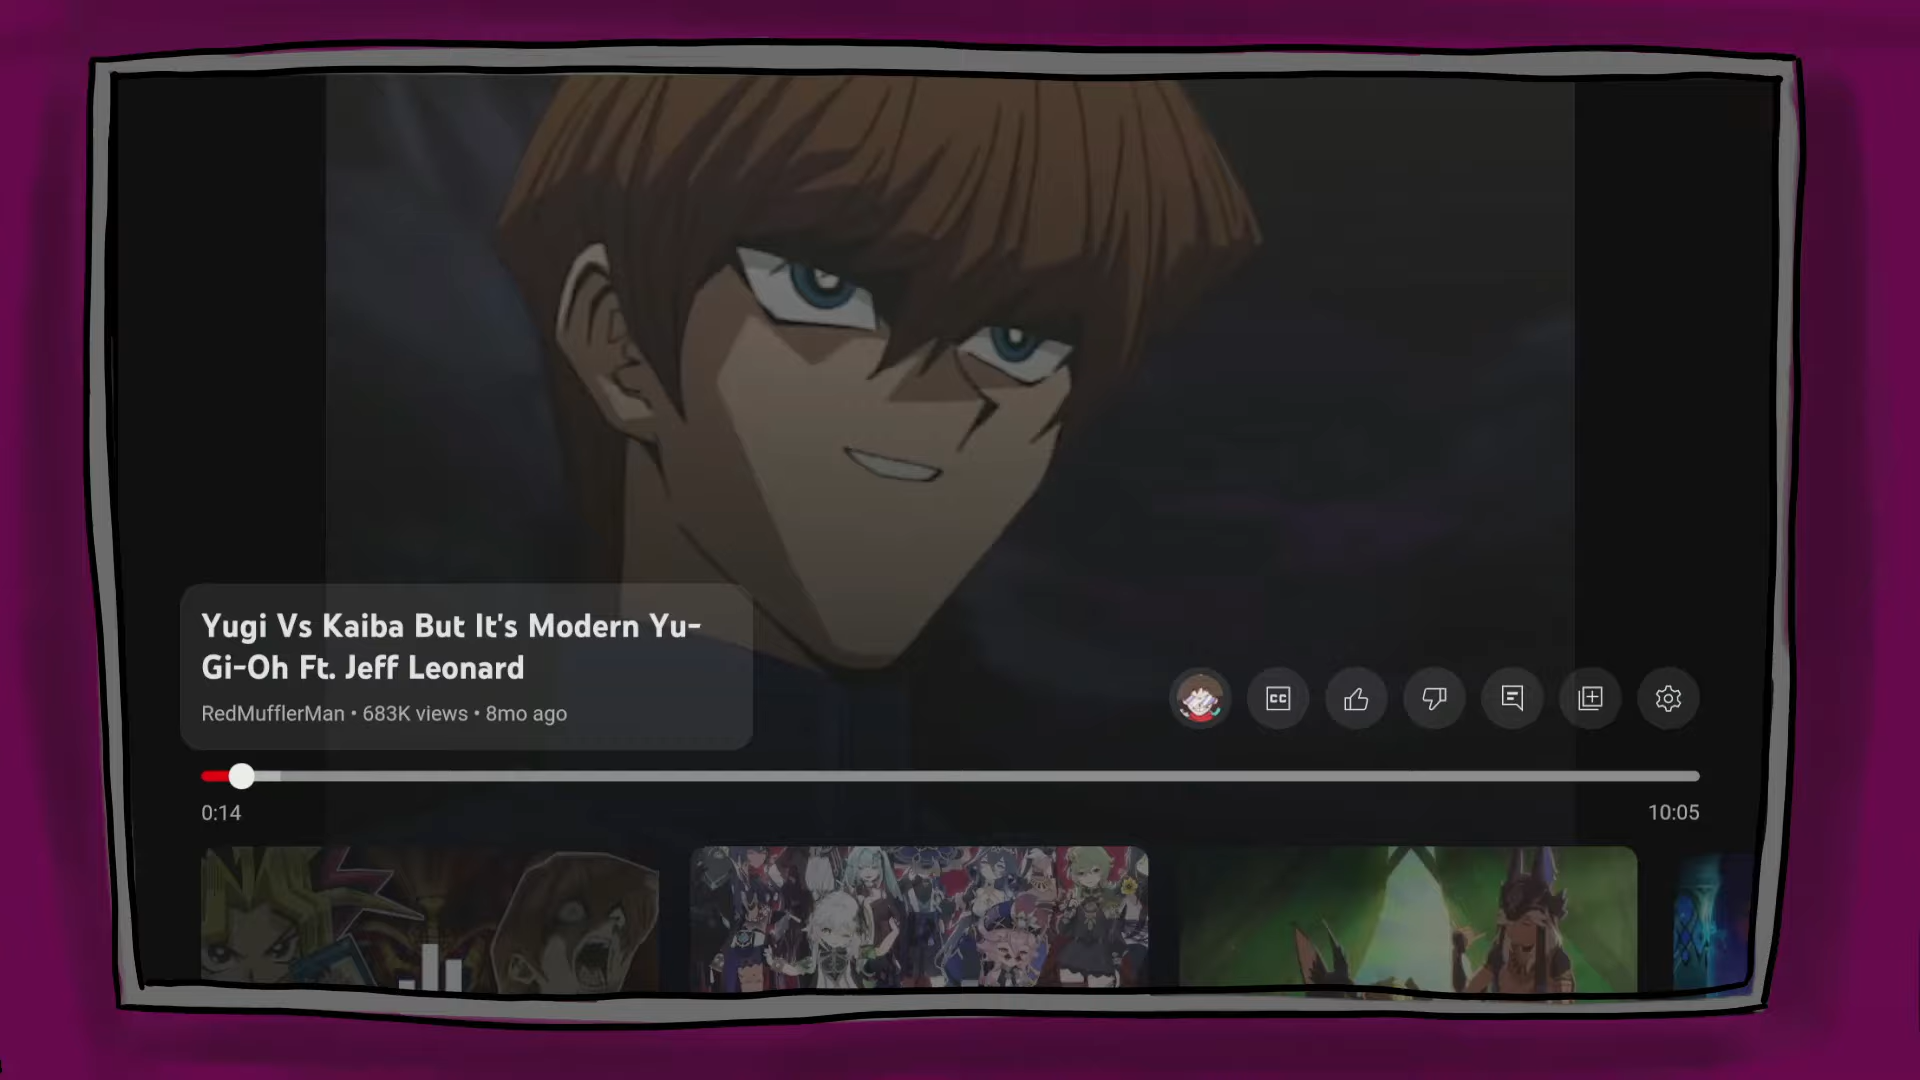 Yugi Vs Kaiba But It's Modern Yu-
Gi-Oh Ft. Jeff Leonard
RedMufflerMan • 683K views • 8mo ago
CC
0:14
10:05